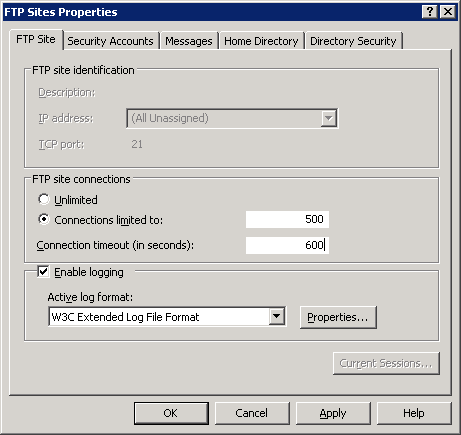 FTP Sites Properties
FTP Site Security Accounts Messages Home Directory Directory Security
FTP site identification
Description:
IP address: (All Unassigned)
TCP port: 21
FTP site connections
Unlimited
Connections limited to: 500
Connection timeout (in seconds): 600
Enable logging
Active log format:
W3C Extended Log File Format Properties...
Current Sessions...
OK Cancel Apply Help